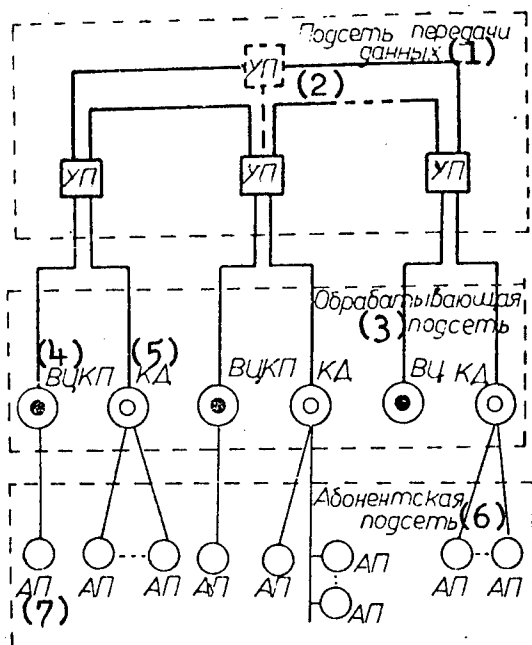 Подсеть передачи
данных (1)
УП
(2)
УП
УП
УП
Обрабатывающая
(3) подсеть
(4) (5)
ВЦКП КД ВЦКП КД ВЦ КД
Абонентская
подсеть (6)
АП АП АП АП АП АП АП АП
АП
(7)